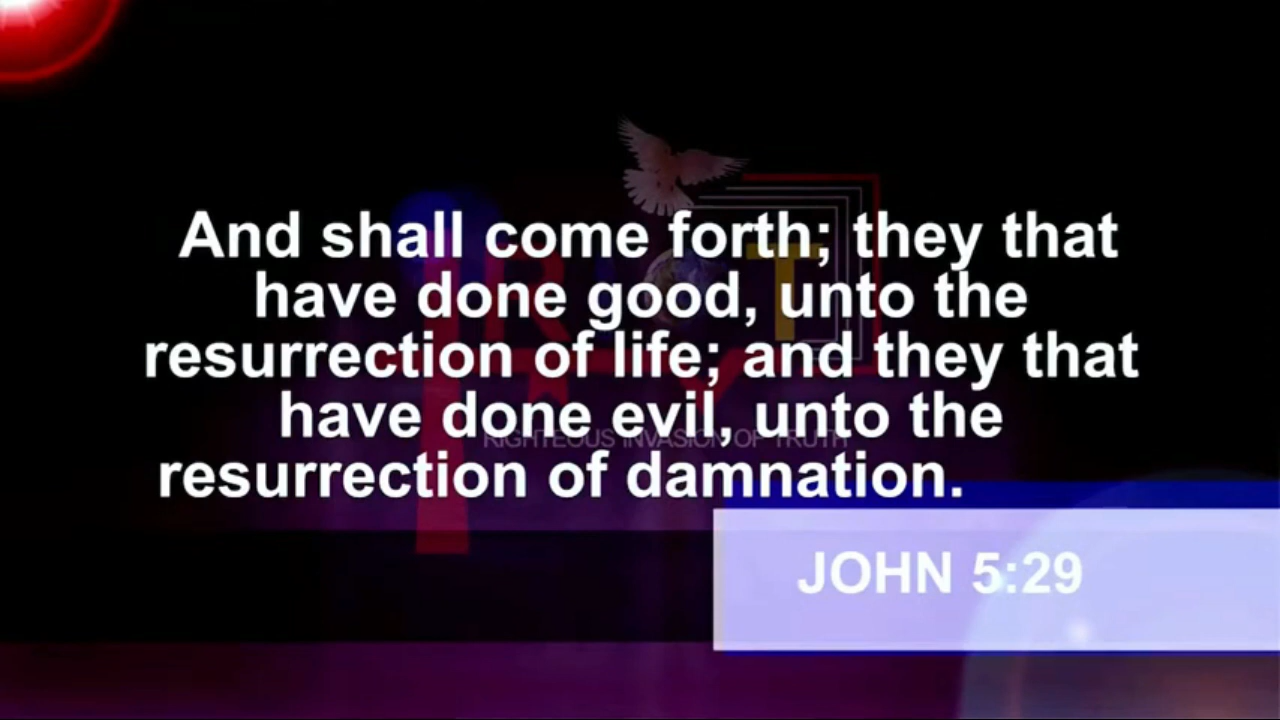 And shall come forth; they that
have done good, unto the
resurrection of life; and they that
have done evil, unto the
RIGHTEOUS INVASION OF TRUTH
resurrection of damnation.
JOHN 5:29